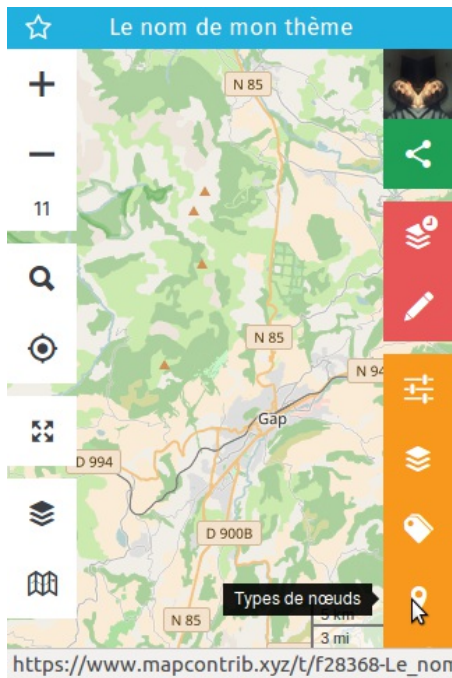 Le nom de mon thème
N 85
11
N 85
N 94
Gap
D 994
D 900B
Types de nœuds
N 85
5 km
3 mi
https://www.mapcontrib.xyz/t/f28368-Le_nom